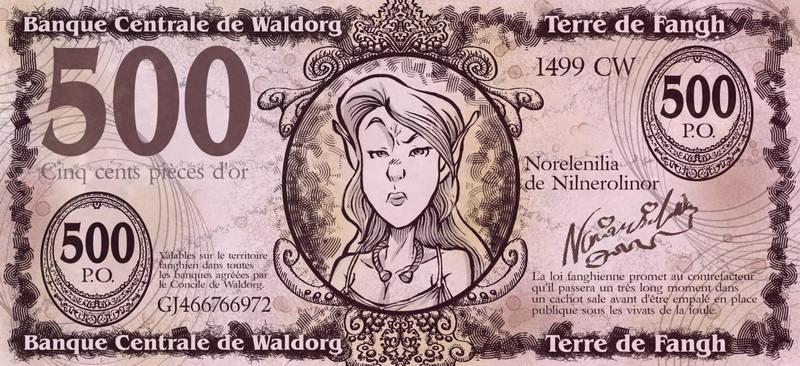 Banque Centrale de Waldorg
Terre de Fangh
500
Cinq cents pièces d'or
1499 CW
500
P.O.
Norelenilia
de Nilnerolinor
500
P.O.
Valables sur le territoire
fanghien dans toutes
les banques agréées par
le Concile de Waldorg.
GJ466766972
La loi fanghienne promet au contrefacteur
qu'il passera un très long moment dans
un cachot sale avant d'être empalé en place
publique sous les vivats de la foule.
Banque Centrale de Waldorg
Terre de Fangh